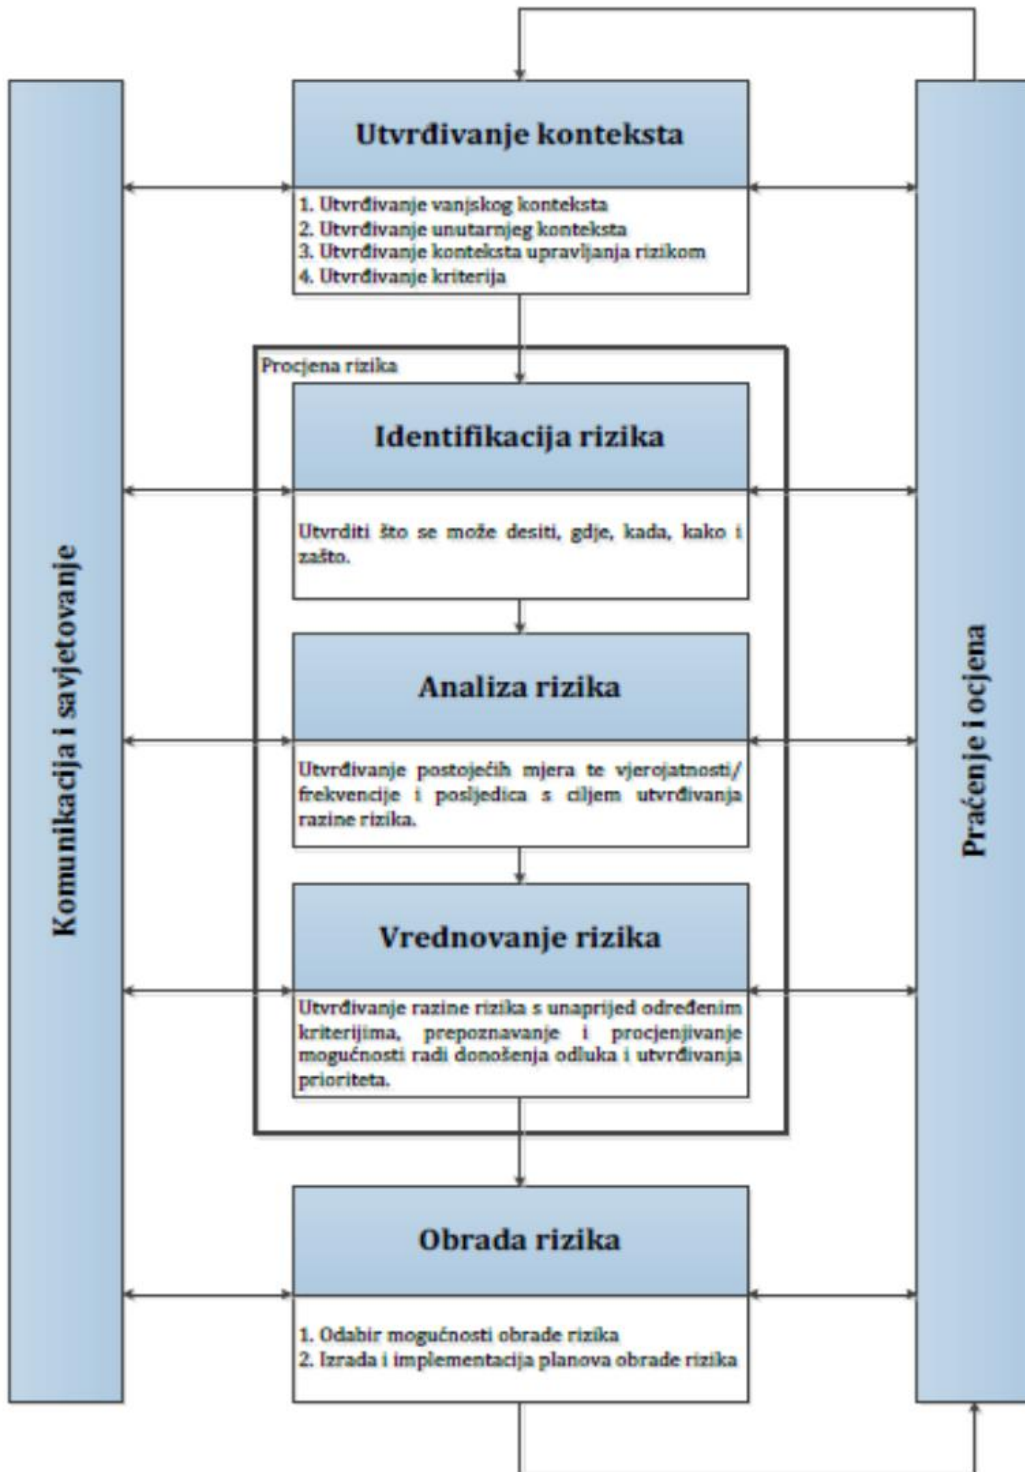 Utvrđivanje konteksta
1. Utvrđivanje vanjskog konteksta
2. Utvrđivanje unutarnjeg konteksta
3. Utvrđivanje konteksta upravljanja rizikom
4. Utvrđivanje kriterija
Procjena rizika
Identifikacija rizika
Utvrditi što se može desiti, gdje, kada, kako i
zašto.
Analiza rizika
Utvrđivanje postojećih mjera te vjerojatnosti/
frekvencije i posljedica s ciljem utvrđivanja
razine rizika.
Vrednovanje rizika
Utvrđivanje razine rizika s unaprijed određenim
kriterijima, prepoznavanje i procjenjivanje
mogućnosti radi donošenja odluka i utvrđivanja
prioriteta.
Obrada rizika
1. Odabir mogućnosti obrade rizika
2. Izrada i implementacija planova obrade rizika
Komunikacija i savjetovanje
Praćenje i ocjena